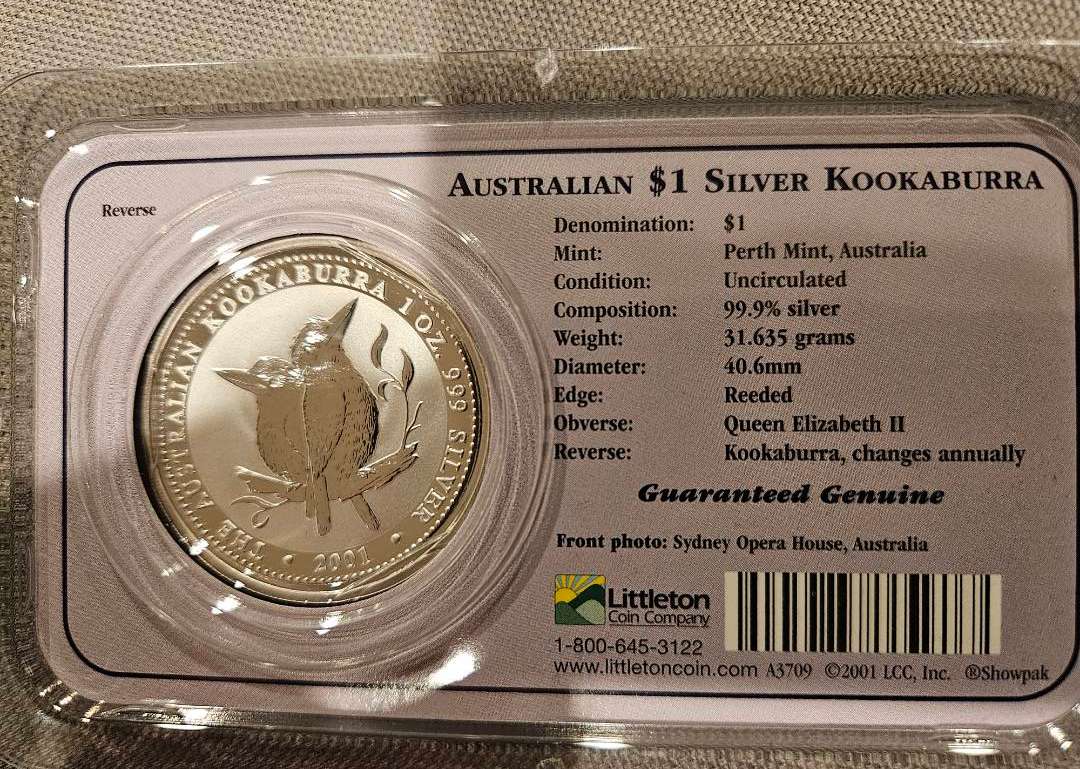 Reverse
THE AUSTRALIAN KOOKABURRA 1 OZ. 999 SILVER
• 2001 •
AUSTRALIAN $1 SILVER KOOKABURRA
Denomination: $1
Mint: Perth Mint, Australia
Condition: Uncirculated
Composition: 99.9% silver
Weight: 31.635 grams
Diameter: 40.6mm
Edge: Reeded
Obverse: Queen Elizabeth II
Reverse: Kookaburra, changes annually
Guaranteed Genuine
Front photo: Sydney Opera House, Australia
Littleton
Coin Company
1-800-645-3122
www.littletoncoin.com A3709 ©2001 LCC, Inc. ®Showpak